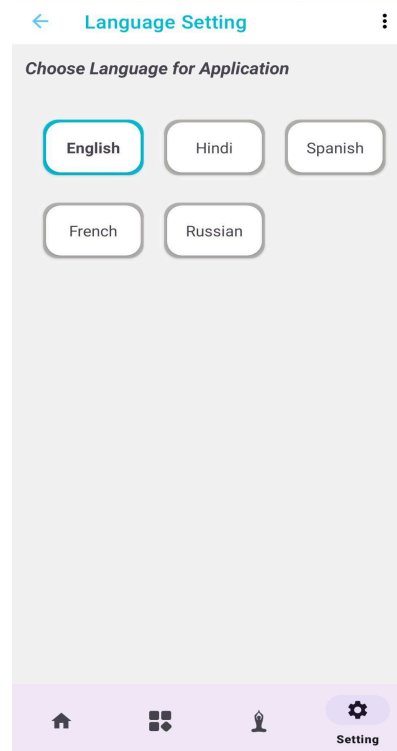 Language Setting
Choose Language for Application
English Hindi Spanish
French Russian
Setting